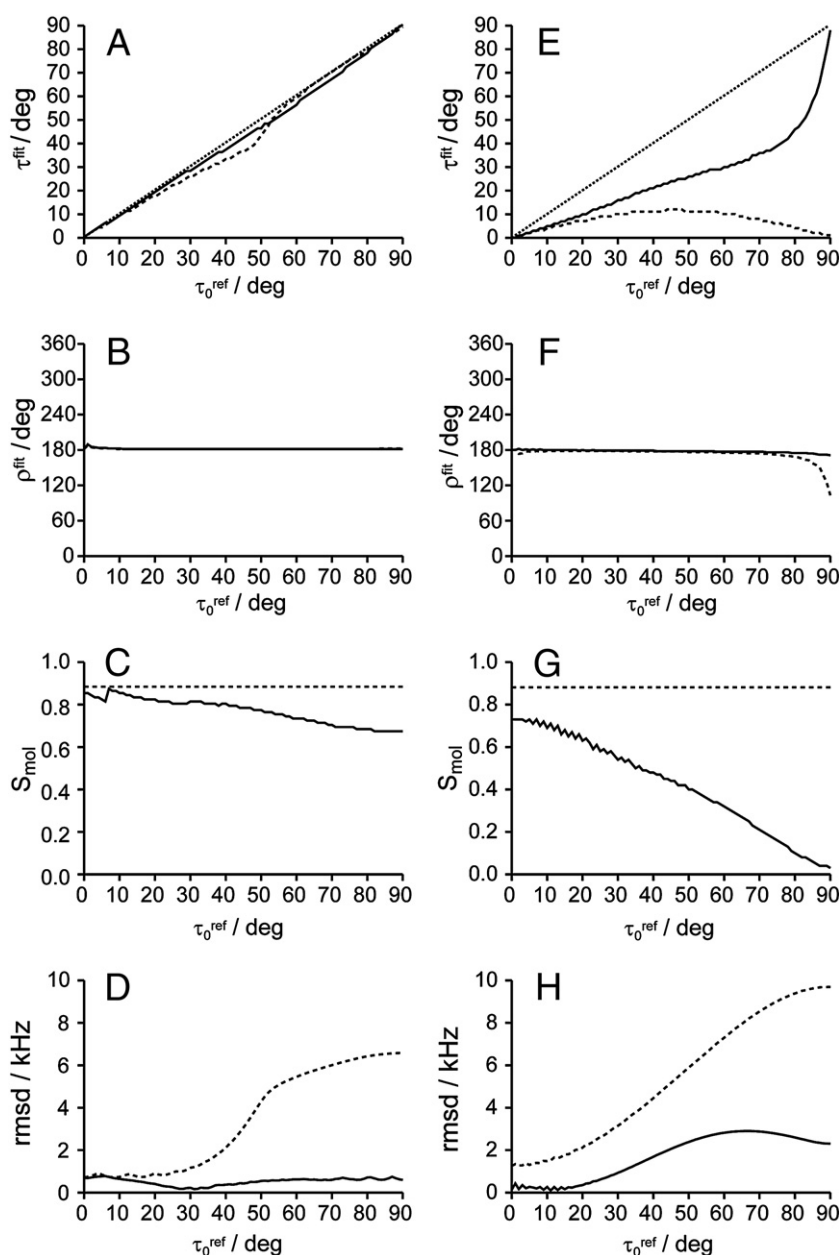 A
τᶠⁱᵗ / deg
90
80
70
60
50
40
30
20
10
0
0 10 20 30 40 50 60 70 80 90
τ₀ʳᵉᶠ / deg
E
τᶠⁱᵗ / deg
90
80
70
60
50
40
30
20
10
0
0 10 20 30 40 50 60 70 80 90
τ₀ʳᵉᶠ / deg
B
ρᶠⁱᵗ / deg
360
300
240
180
120
60
0
0 10 20 30 40 50 60 70 80 90
τ₀ʳᵉᶠ / deg
F
ρᶠⁱᵗ / deg
360
300
240
180
120
60
0
0 10 20 30 40 50 60 70 80 90
τ₀ʳᵉᶠ / deg
C
Sₘₒₗ
1.0
0.8
0.6
0.4
0.2
0.0
0 10 20 30 40 50 60 70 80 90
τ₀ʳᵉᶠ / deg
G
Sₘₒₗ
1.0
0.8
0.6
0.4
0.2
0.0
0 10 20 30 40 50 60 70 80 90
τ₀ʳᵉᶠ / deg
D
rmsd / kHz
10
8
6
4
2
0
0 10 20 30 40 50 60 70 80 90
τ₀ʳᵉᶠ / deg
H
rmsd / kHz
10
8
6
4
2
0
0 10 20 30 40 50 60 70 80 90
τ₀ʳᵉᶠ / deg